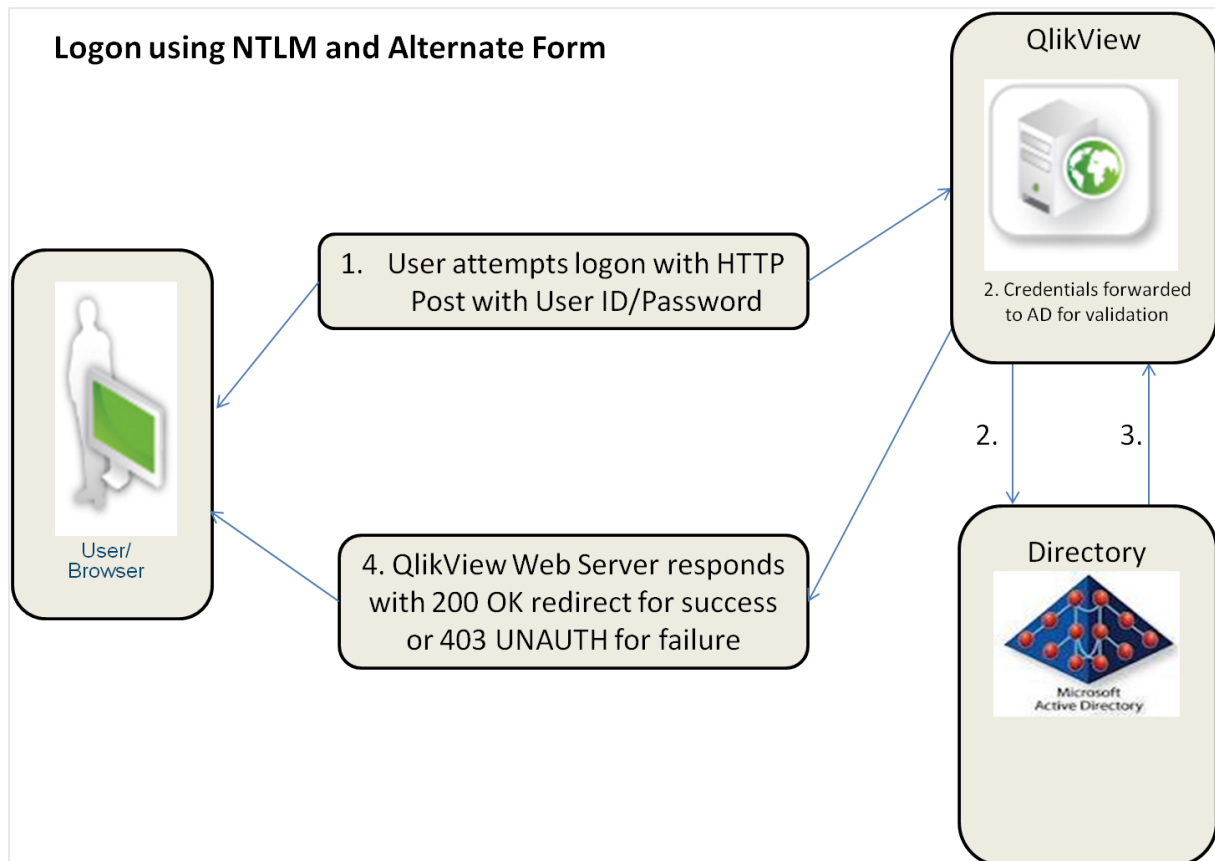 Logon using NTLM and Alternate Form
QlikView
1. User attempts logon with HTTP
Post with User ID/Password
2. Credentials forwarded
to AD for validation
User/
Browser
2.
3.
4. QlikView Web Server responds
with 200 OK redirect for success
or 403 UNAUTH for failure
Directory
Microsoft
Active Directory